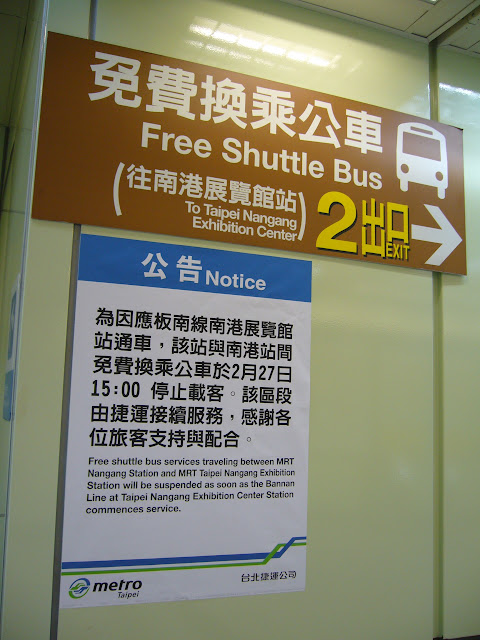 免費換乘公車
Free Shuttle Bus
(往南港展覽館站
To Taipei Nangang
Exhibition Center)
2出口
EXIT
公告Notice
為因應板南線南港展覽館
站通車，該站與南港站間
免費換乘公車於2月27日
15:00 停止載客。該區段
由捷運接續服務，感謝各
位旅客支持與配合。
Free shuttle bus services traveling between MRT
Nangang Station and MRT Taipei Nangang Exhibition
Station will be suspended as soon as the Bannan
Line at Taipei Nangang Exhibition Center Station
commences service.
metro
Taipei
台北捷運公司